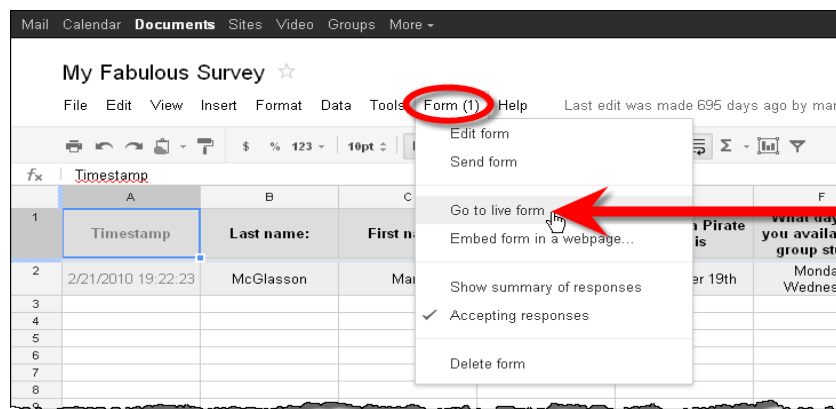 Mail Calendar Documents Sites Video Groups More
My Fabulous Survey
File Edit View Insert Format Data Tools Form (1) Help Last edit was made 695 days ago by mar
$ % 123 10pt Σ
fx Timestamp
A B C F
1 Timestamp Last name: First n Pirate is What day you availa group stu
2 2/21/2010 19:22:23 McGlasson Mar er 19th Monda Wednes
3
4
5
6
7
8
Edit form
Send form
Go to live form
Embed form in a webpage...
Show summary of responses
Accepting responses
Delete form